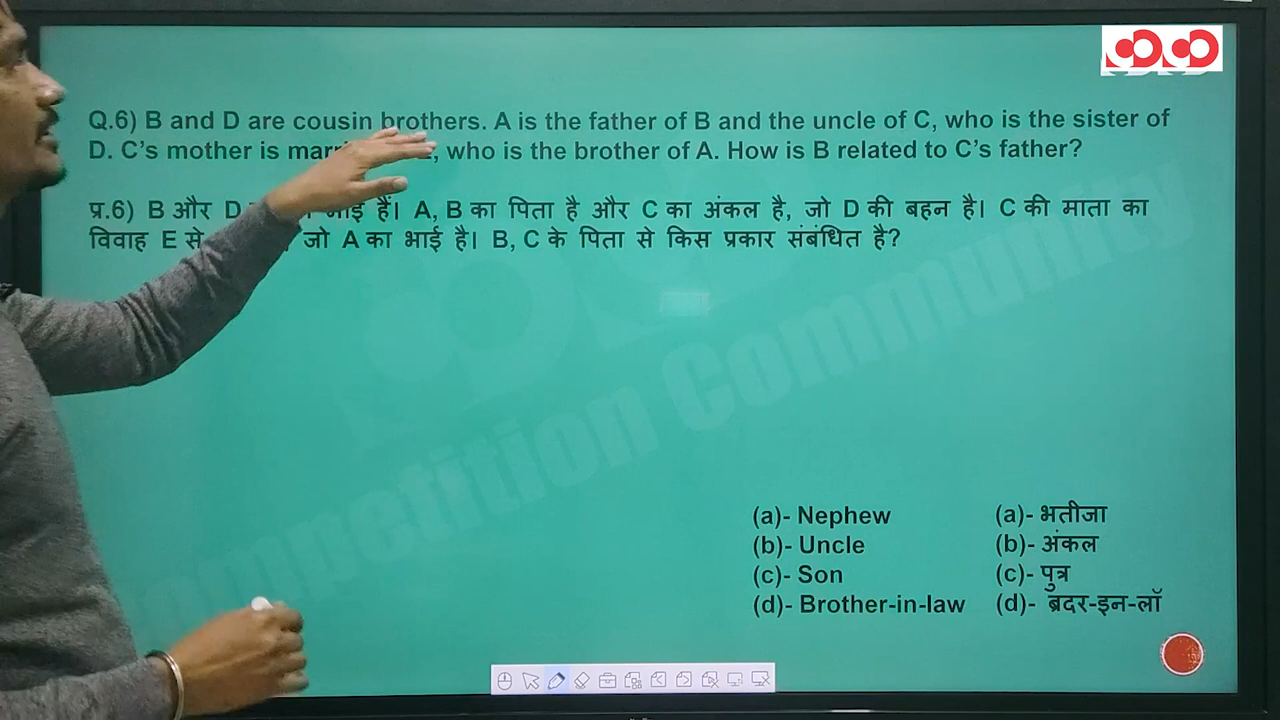 Q.6) B and D are cousin brothers. A is the father of B and the uncle of C, who is the sister of
D. C's mother is who is the brother of A. How is B related to C's father?
प्र.6) B और D भाई हैं। A, B का पिता है और C का अंकल है, जो D की बहन है। C की माता का
विवाह E से जो A का भाई है। B, C के पिता से किस प्रकार संबंधित है?
(a)- Nephew (a)- भतीजा
(b)- Uncle (b)- अंकल
(c)- Son (c)- पुत्र
(d)- Brother-in-law (d)- ब्रदर-इन-लॉ
Competition Community